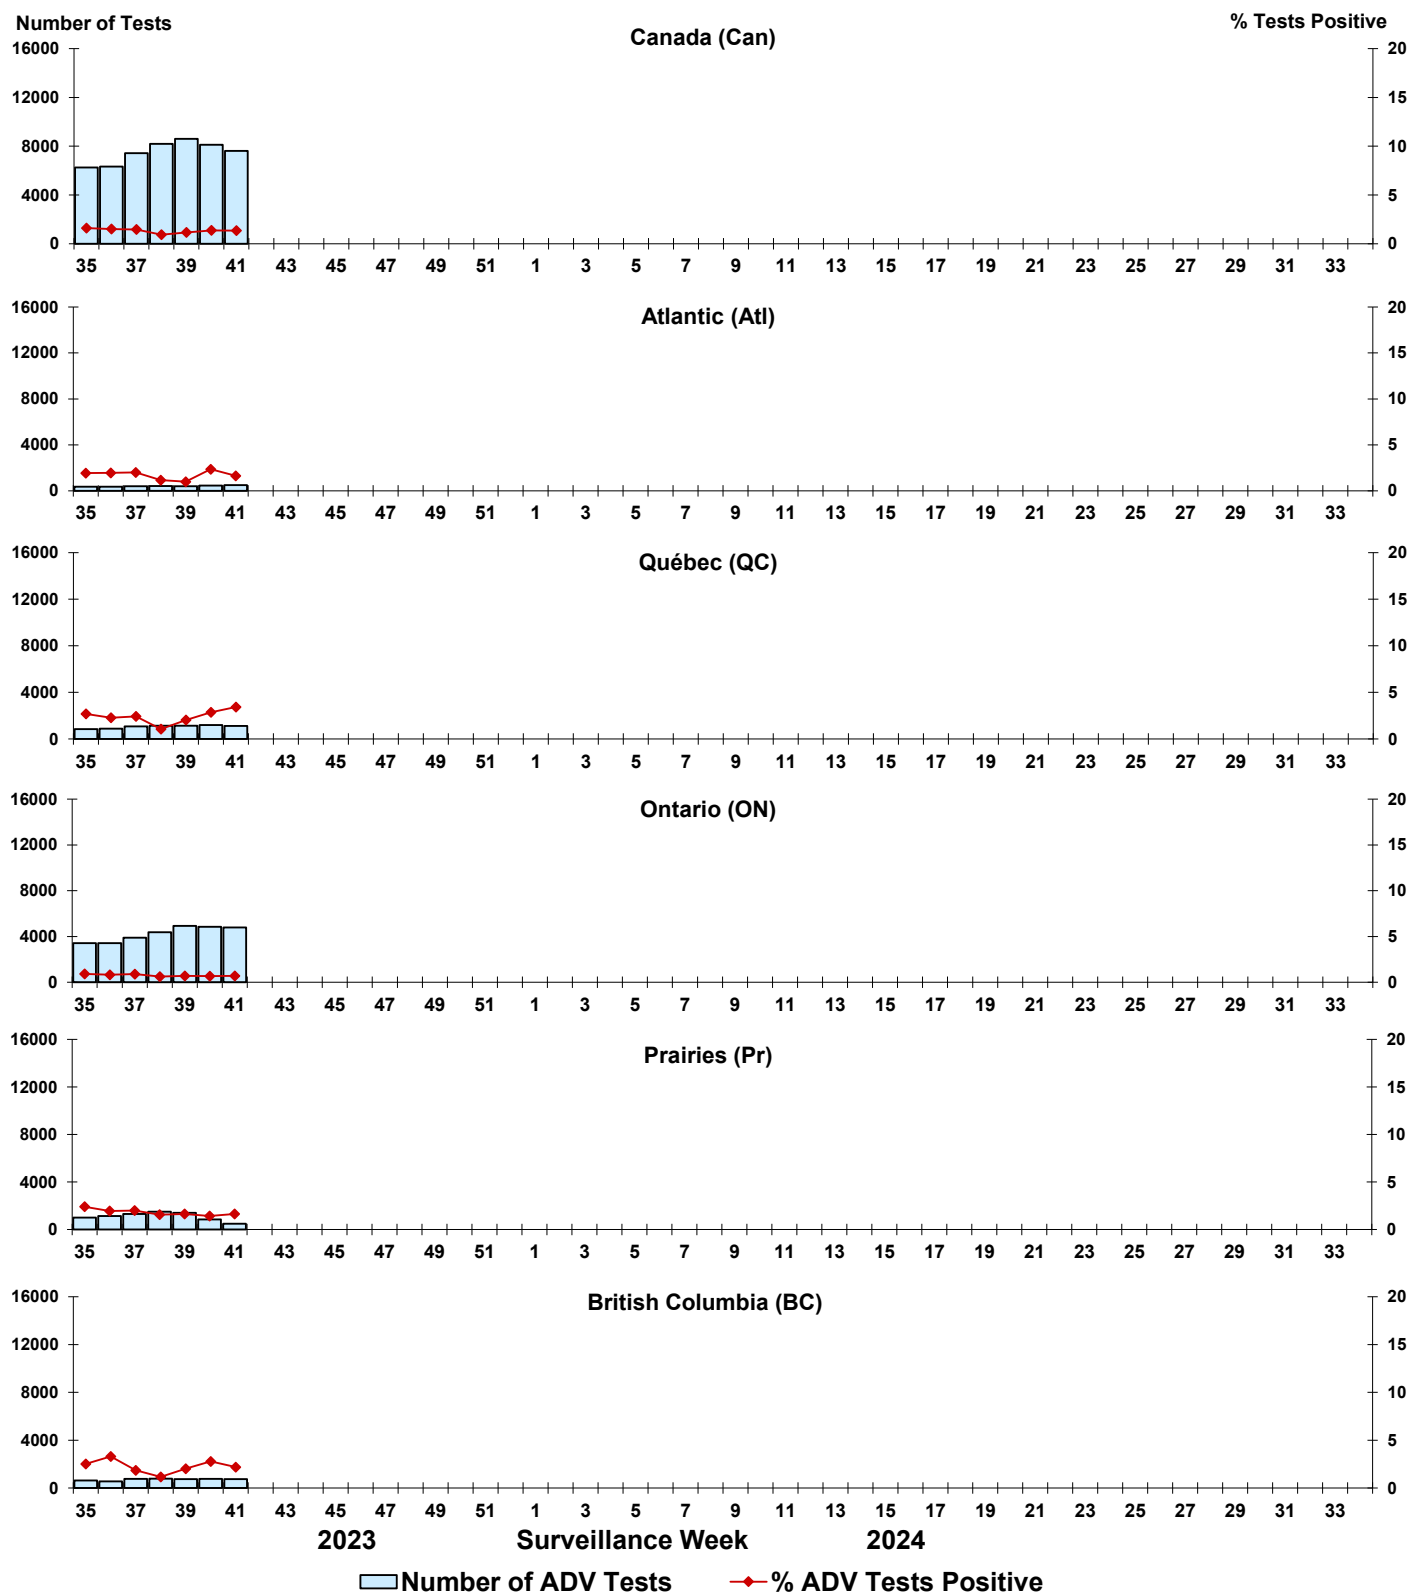 Number of Tests
% Tests Positive
Canada (Can)
16000 20
12000 15
8000 10
4000 5
0 0
35 37 39 41 43 45 47 49 51 1 3 5 7 9 11 13 15 17 19 21 23 25 27 29 31 33
Atlantic (Atl)
16000 20
12000 15
8000 10
4000 5
0 0
35 37 39 41 43 45 47 49 51 1 3 5 7 9 11 13 15 17 19 21 23 25 27 29 31 33
Québec (QC)
16000 20
12000 15
8000 10
4000 5
0 0
35 37 39 41 43 45 47 49 51 1 3 5 7 9 11 13 15 17 19 21 23 25 27 29 31 33
Ontario (ON)
16000 20
12000 15
8000 10
4000 5
0 0
35 37 39 41 43 45 47 49 51 1 3 5 7 9 11 13 15 17 19 21 23 25 27 29 31 33
Prairies (Pr)
16000 20
12000 15
8000 10
4000 5
0 0
35 37 39 41 43 45 47 49 51 1 3 5 7 9 11 13 15 17 19 21 23 25 27 29 31 33
British Columbia (BC)
16000 20
12000 15
8000 10
4000 5
0 0
35 37 39 41 43 45 47 49 51 1 3 5 7 9 11 13 15 17 19 21 23 25 27 29 31 33
2023 Surveillance Week 2024
Number of ADV Tests % ADV Tests Positive